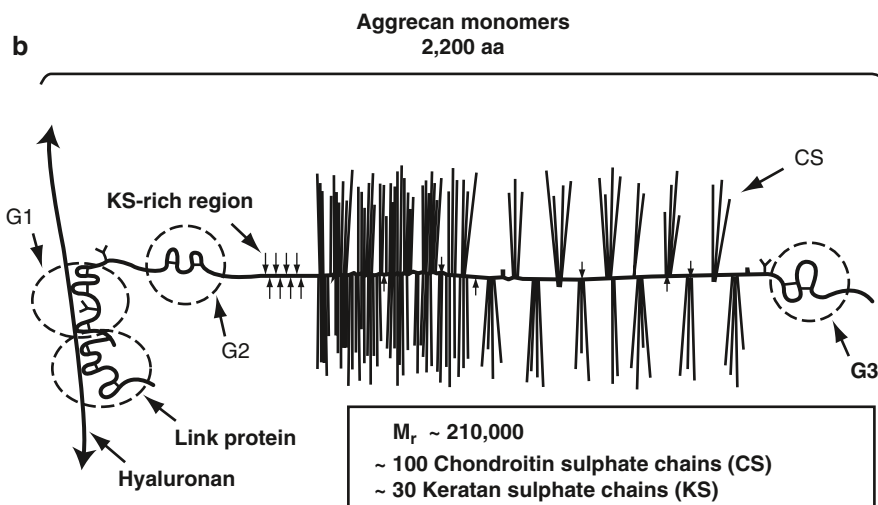 b
Aggrecan monomers
2,200 aa
CS
KS-rich region
G1
G2
G3
Link protein
Hyaluronan
Mr ~ 210,000
~ 100 Chondroitin sulphate chains (CS)
~ 30 Keratan sulphate chains (KS)